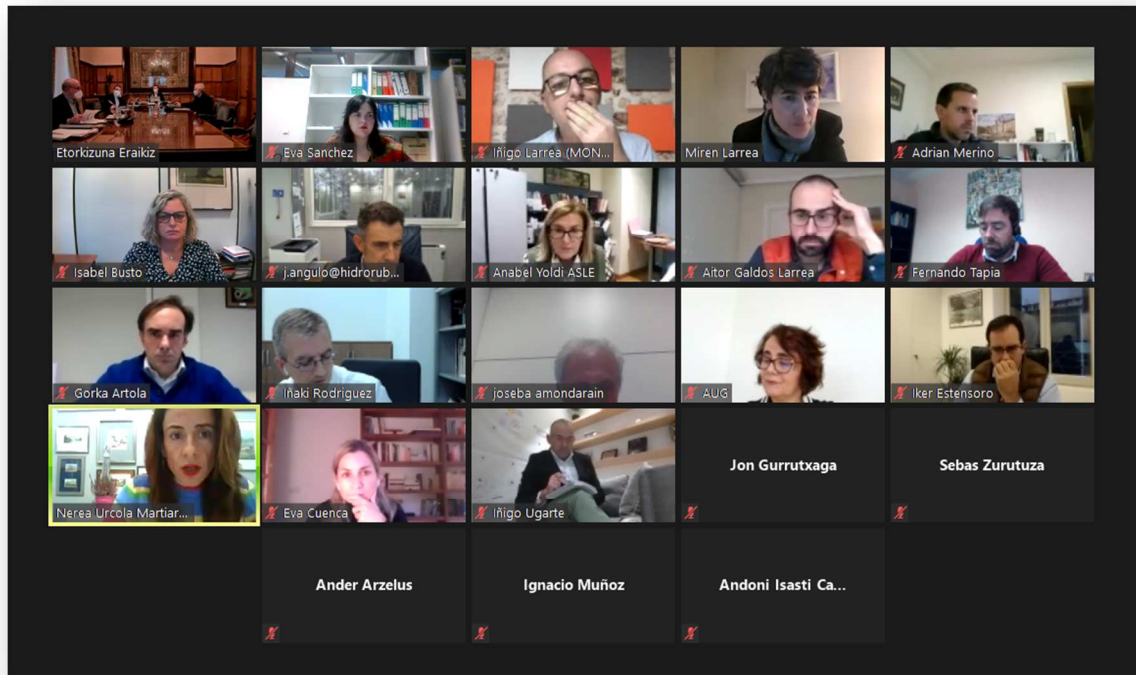 Etorkizuna Eraikiz
Eva Sanchez
Iñigo Larrea (MON...
Miren Larrea
Adrian Merino
Isabel Busto
j.angulo@hidrorub...
Anabel Yoldi ASLE
Aitor Galdos Larrea
Fernando Tapia
Gorka Artola
Iñaki Rodriguez
joseba amondarain
AUG
Iker Estensoro
Nerea Urcola Martiar...
Eva Cuenca
Iñigo Ugarte
Jon Gurrutxaga
Sebas Zurutuza
Ander Arzelus
Ignacio Muñoz
Andoni Isasti Ca...